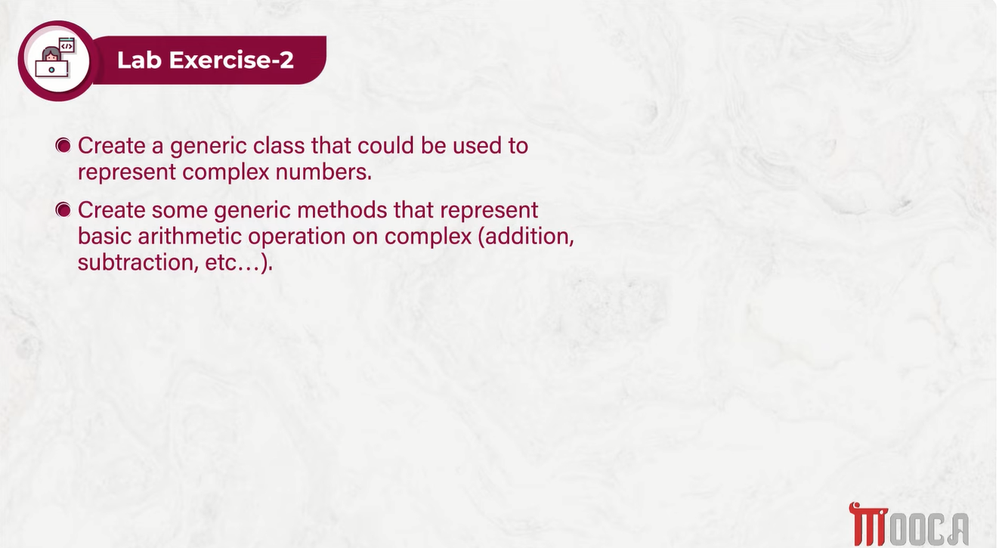 Lab Exercise-2
Create a generic class that could be used to
represent complex numbers.
Create some generic methods that represent
basic arithmetic operation on complex (addition,
subtraction, etc…).
MOOCA